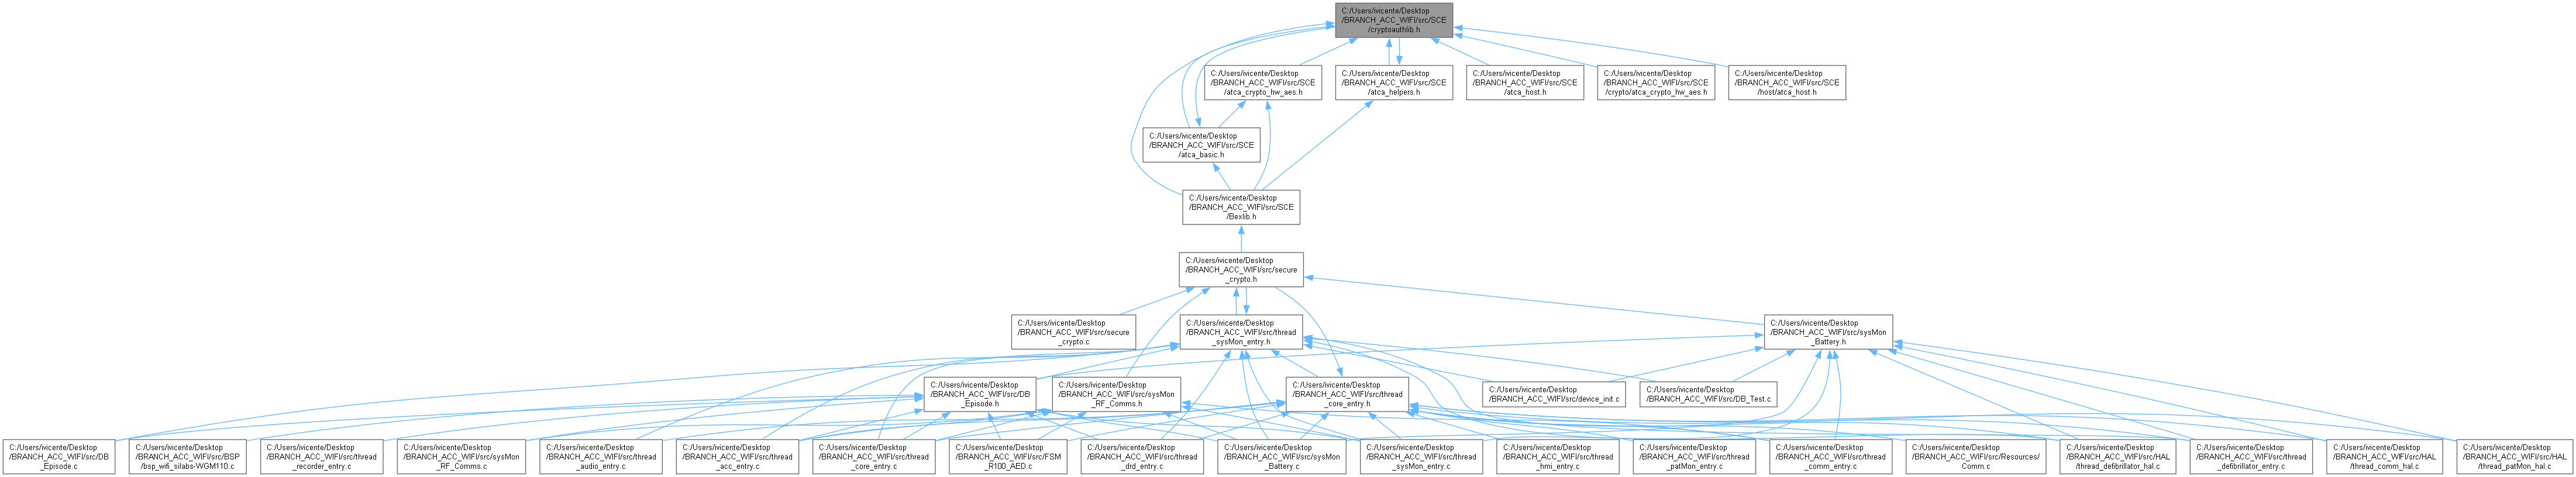 C:/Users/ivicente/Desktop
/BRANCH_ACC_WIFI/src/SCE
/cryptoauthlib.h
C:/Users/ivicente/Desktop
/BRANCH_ACC_WIFI/src/SCE
/atca_crypto_hw_aes.h
C:/Users/ivicente/Desktop
/BRANCH_ACC_WIFI/src/SCE
/atca_helpers.h
C:/Users/ivicente/Desktop
/BRANCH_ACC_WIFI/src/SCE
/atca_host.h
C:/Users/ivicente/Desktop
/BRANCH_ACC_WIFI/src/SCE
/crypto/atca_crypto_hw_aes.h
C:/Users/ivicente/Desktop
/BRANCH_ACC_WIFI/src/SCE
/host/atca_host.h
C:/Users/ivicente/Desktop
/BRANCH_ACC_WIFI/src/SCE
/atca_basic.h
C:/Users/ivicente/Desktop
/BRANCH_ACC_WIFI/src/SCE
/Bexlib.h
C:/Users/ivicente/Desktop
/BRANCH_ACC_WIFI/src/secure
_crypto.h
C:/Users/ivicente/Desktop
/BRANCH_ACC_WIFI/src/secure
_crypto.c
C:/Users/ivicente/Desktop
/BRANCH_ACC_WIFI/src/thread
_sysMon_entry.h
C:/Users/ivicente/Desktop
/BRANCH_ACC_WIFI/src/sysMon
_Battery.h
C:/Users/ivicente/Desktop
/BRANCH_ACC_WIFI/src/DB
_Episode.h
C:/Users/ivicente/Desktop
/BRANCH_ACC_WIFI/src/sysMon
_RF_Comms.h
C:/Users/ivicente/Desktop
/BRANCH_ACC_WIFI/src/thread
_core_entry.h
C:/Users/ivicente/Desktop
/BRANCH_ACC_WIFI/src/device_init.c
C:/Users/ivicente/Desktop
/BRANCH_ACC_WIFI/src/DB_Test.c
C:/Users/ivicente/Desktop
/BRANCH_ACC_WIFI/src/DB
_Episode.c
C:/Users/ivicente/Desktop
/BRANCH_ACC_WIFI/src/BSP
/bsp_wifi_silabs-WGM110.c
C:/Users/ivicente/Desktop
/BRANCH_ACC_WIFI/src/thread
_recorder_entry.c
C:/Users/ivicente/Desktop
/BRANCH_ACC_WIFI/src/sysMon
_RF_Comms.c
C:/Users/ivicente/Desktop
/BRANCH_ACC_WIFI/src/thread
_audio_entry.c
C:/Users/ivicente/Desktop
/BRANCH_ACC_WIFI/src/thread
_acc_entry.c
C:/Users/ivicente/Desktop
/BRANCH_ACC_WIFI/src/thread
_core_entry.c
C:/Users/ivicente/Desktop
/BRANCH_ACC_WIFI/src/FSM
_R100_AED.c
C:/Users/ivicente/Desktop
/BRANCH_ACC_WIFI/src/thread
_drd_entry.c
C:/Users/ivicente/Desktop
/BRANCH_ACC_WIFI/src/sysMon
_Battery.c
C:/Users/ivicente/Desktop
/BRANCH_ACC_WIFI/src/thread
_sysMon_entry.c
C:/Users/ivicente/Desktop
/BRANCH_ACC_WIFI/src/thread
_hmi_entry.c
C:/Users/ivicente/Desktop
/BRANCH_ACC_WIFI/src/thread
_patMon_entry.c
C:/Users/ivicente/Desktop
/BRANCH_ACC_WIFI/src/thread
_comm_entry.c
C:/Users/ivicente/Desktop
/BRANCH_ACC_WIFI/src/Resources/
Comm.c
C:/Users/ivicente/Desktop
/BRANCH_ACC_WIFI/src/HAL
/thread_defibrillator_hal.c
C:/Users/ivicente/Desktop
/BRANCH_ACC_WIFI/src/thread
_defibrillator_entry.c
C:/Users/ivicente/Desktop
/BRANCH_ACC_WIFI/src/HAL
/thread_comm_hal.c
C:/Users/ivicente/Desktop
/BRANCH_ACC_WIFI/src/HAL
/thread_patMon_hal.c